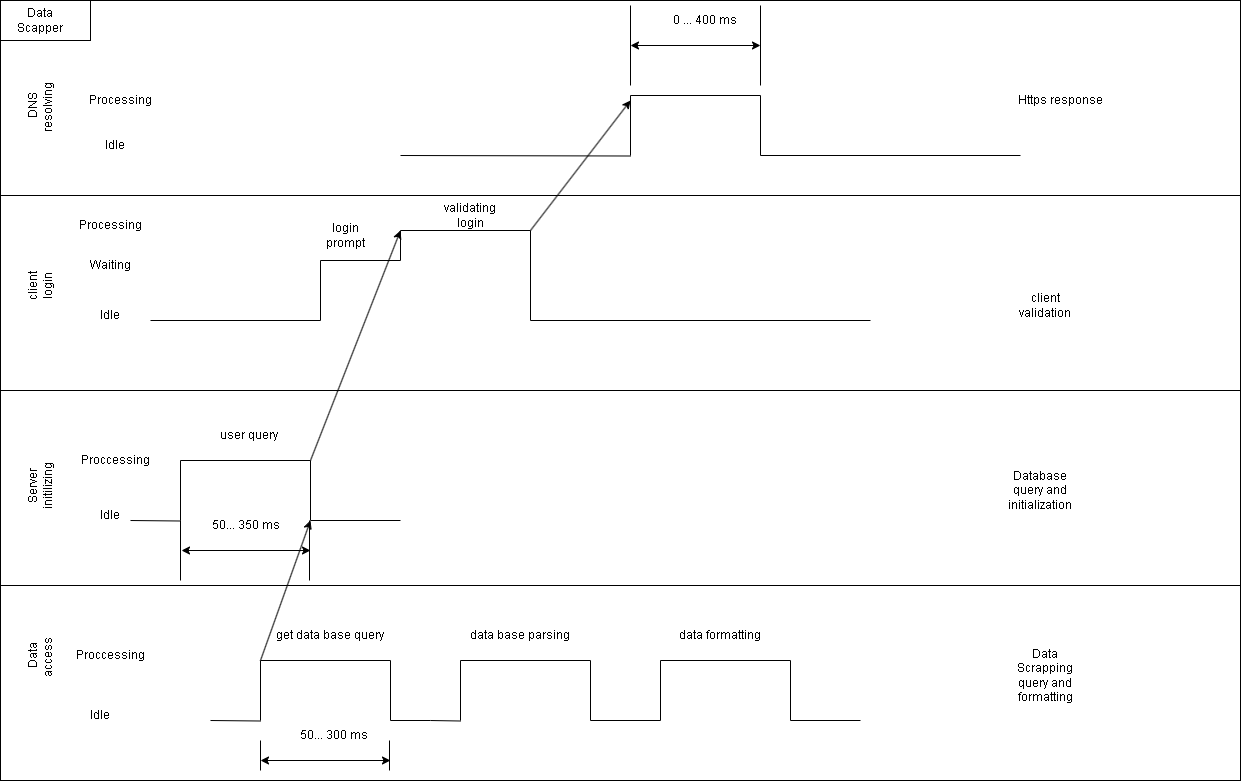 Data
Scapper
0 ... 400 ms
DNS
resolving
Processing
Idle
Https response
client
login
Processing
Waiting
Idle
login
prompt
validating
login
client
validation
Server
initilizing
Proccessing
Idle
user query
50... 350 ms
Database
query and
initialization
Data
access
Proccessing
Idle
get data base query
data base parsing
data formatting
50... 300 ms
Data
Scrapping
query and
formatting